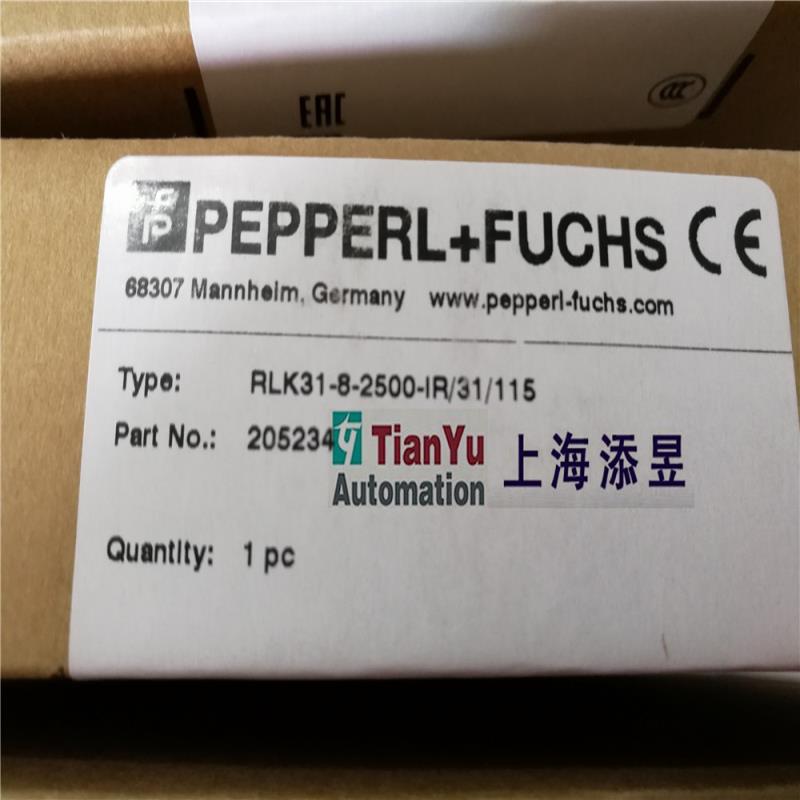 EAC
CCC
PEPPERL+FUCHS CE
68307 Mannheim, Germany www.pepperl-fuchs.com
Type: RLK31-8-2500-IR/31/115
Part No.: 205234
TianYu
Automation
上海添昱
Quantity: 1 pc